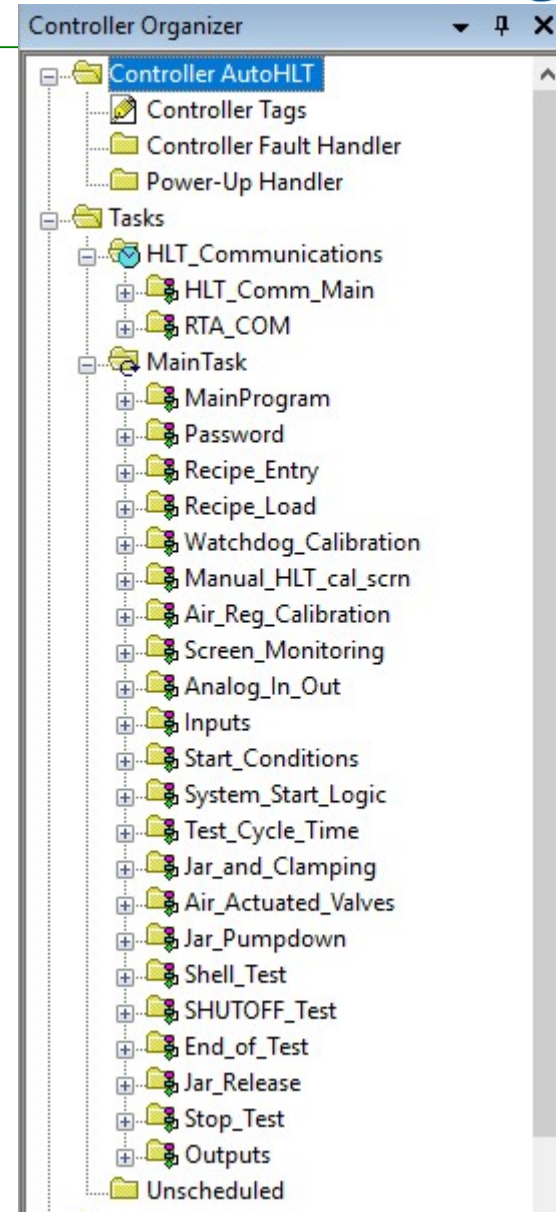 Controller Organizer
Controller AutoHLT
Controller Tags
Controller Fault Handler
Power-Up Handler
Tasks
HLT_Communications
HLT_Comm_Main
RTA_COM
MainTask
MainProgram
Password
Recipe_Entry
Recipe_Load
Watchdog_Calibration
Manual_HLT_cal_scrn
Air_Reg_Calibration
Screen_Monitoring
Analog_In_Out
Inputs
Start_Conditions
System_Start_Logic
Test_Cycle_Time
Jar_and_Clamping
Air_Actuated_Valves
Jar_Pumpdown
Shell_Test
SHUTOFF_Test
End_of_Test
Jar_Release
Stop_Test
Outputs
Unscheduled